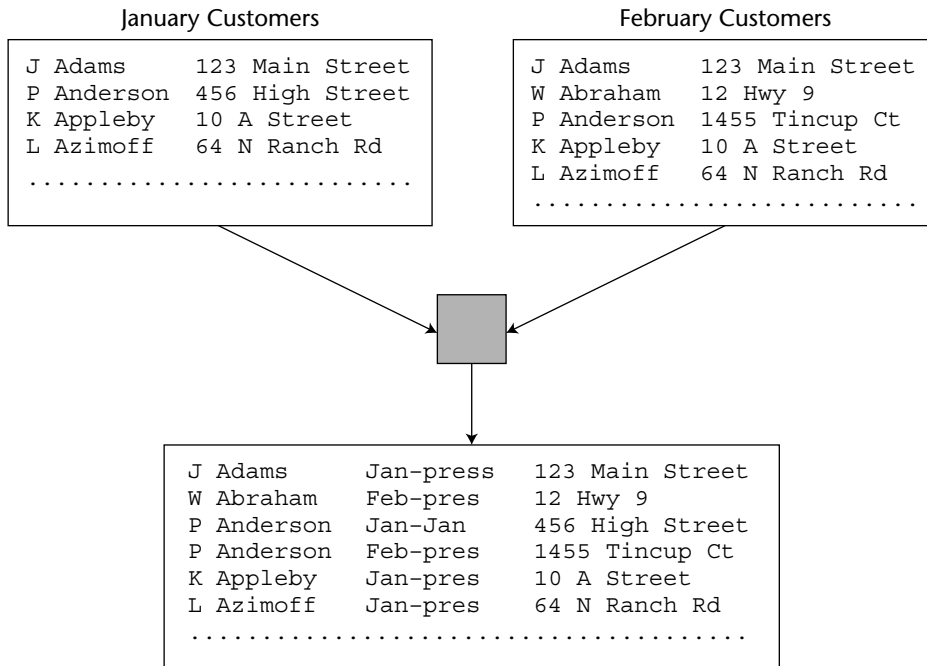 January Customers
J Adams 123 Main Street
P Anderson 456 High Street
K Appleby 10 A Street
L Azimoff 64 N Ranch Rd
...........................
February Customers
J Adams 123 Main Street
W Abraham 12 Hwy 9
P Anderson 1455 Tincup Ct
K Appleby 10 A Street
L Azimoff 64 N Ranch Rd
...........................
J Adams Jan-press 123 Main Street
W Abraham Feb-pres 12 Hwy 9
P Anderson Jan-Jan 456 High Street
P Anderson Feb-pres 1455 Tincup Ct
K Appleby Jan-pres 10 A Street
L Azimoff Jan-pres 64 N Ranch Rd
.......................................